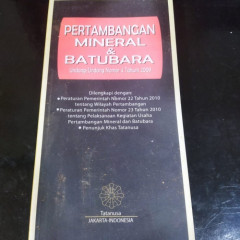 PERTAMBANGAN
MINERAL
&
BATUBARA
Undang-Undang Nomor 4 Tahun 2009
Dilengkapi dengan:
• Peraturan Pemerintah Nomor 22 Tahun 2010
tentang Wilayah Pertambangan
• Peraturan Pemerintah Nomor 23 Tahun 2010
tentang Pelaksanaan Kegiatan Usaha
Pertambangan Mineral dan Batubara
• Penunjuk Khas Tatanusa
Tatanusa
JAKARTA-INDONESIA